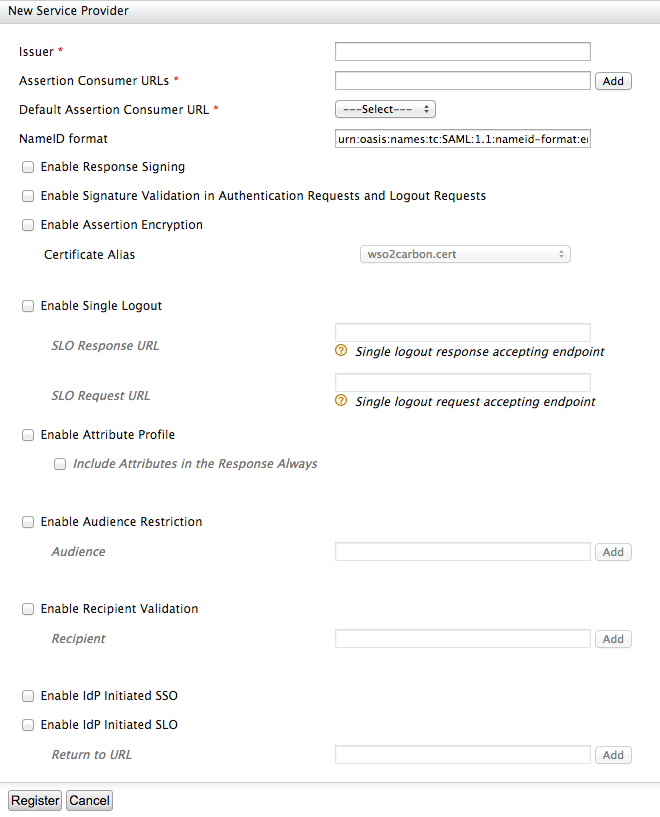 New Service Provider
Issuer *
Assertion Consumer URLs * Add
Default Assertion Consumer URL * ---Select---
NameID format urn:oasis:names:tc:SAML:1.1:nameid-format:e
Enable Response Signing
Enable Signature Validation in Authentication Requests and Logout Requests
Enable Assertion Encryption
Certificate Alias wso2carbon.cert
Enable Single Logout
SLO Response URL
? Single logout response accepting endpoint
SLO Request URL
? Single logout request accepting endpoint
Enable Attribute Profile
Include Attributes in the Response Always
Enable Audience Restriction
Audience Add
Enable Recipient Validation
Recipient Add
Enable IdP Initiated SSO
Enable IdP Initiated SLO
Return to URL Add
Register Cancel